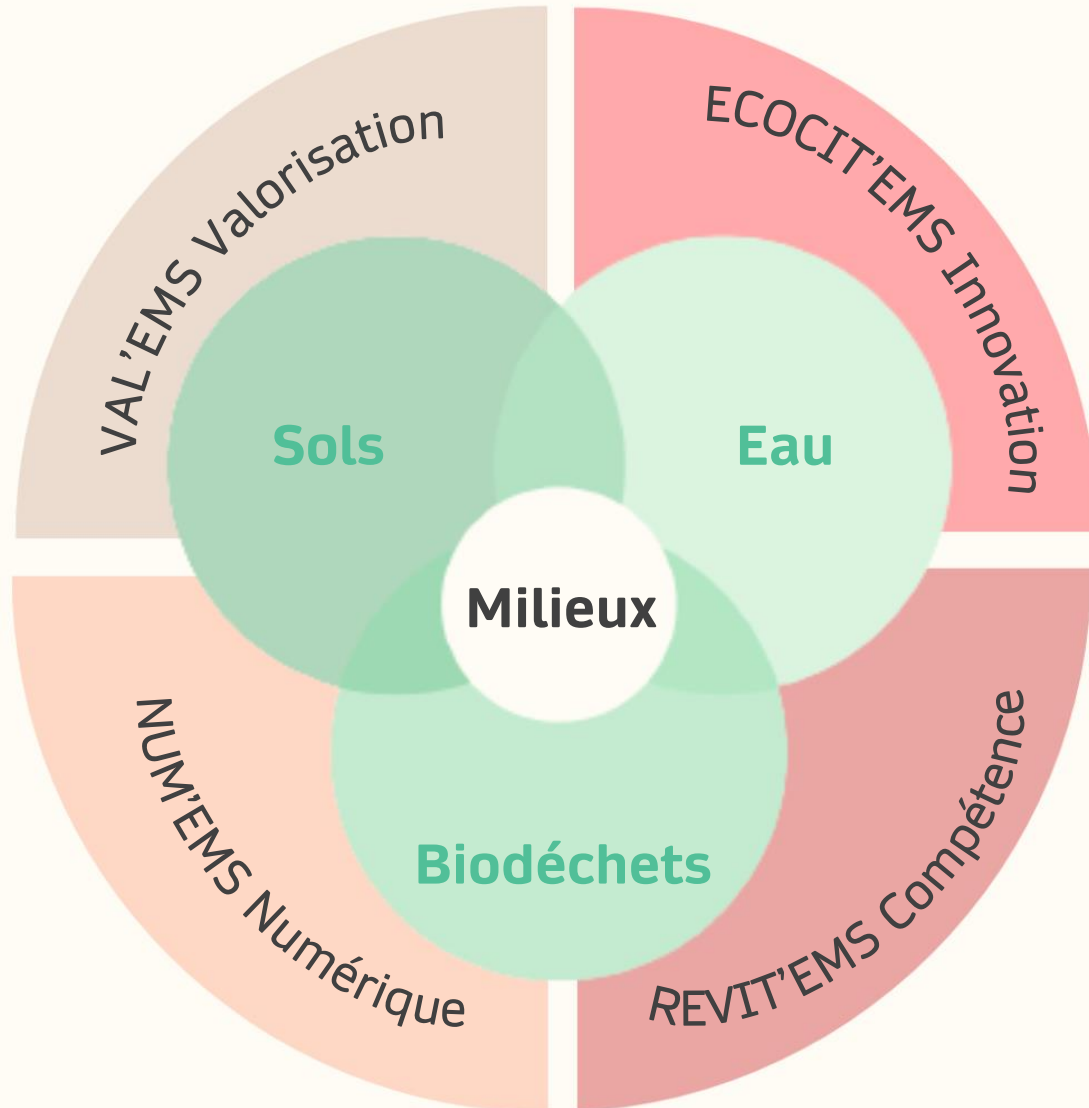 VAL’EMS Valorisation
ECOCIT’EMS Innovation
Sols
Eau
Milieux
Biodéchets
NUM’EMS Numérique
REVIT’EMS Compétence